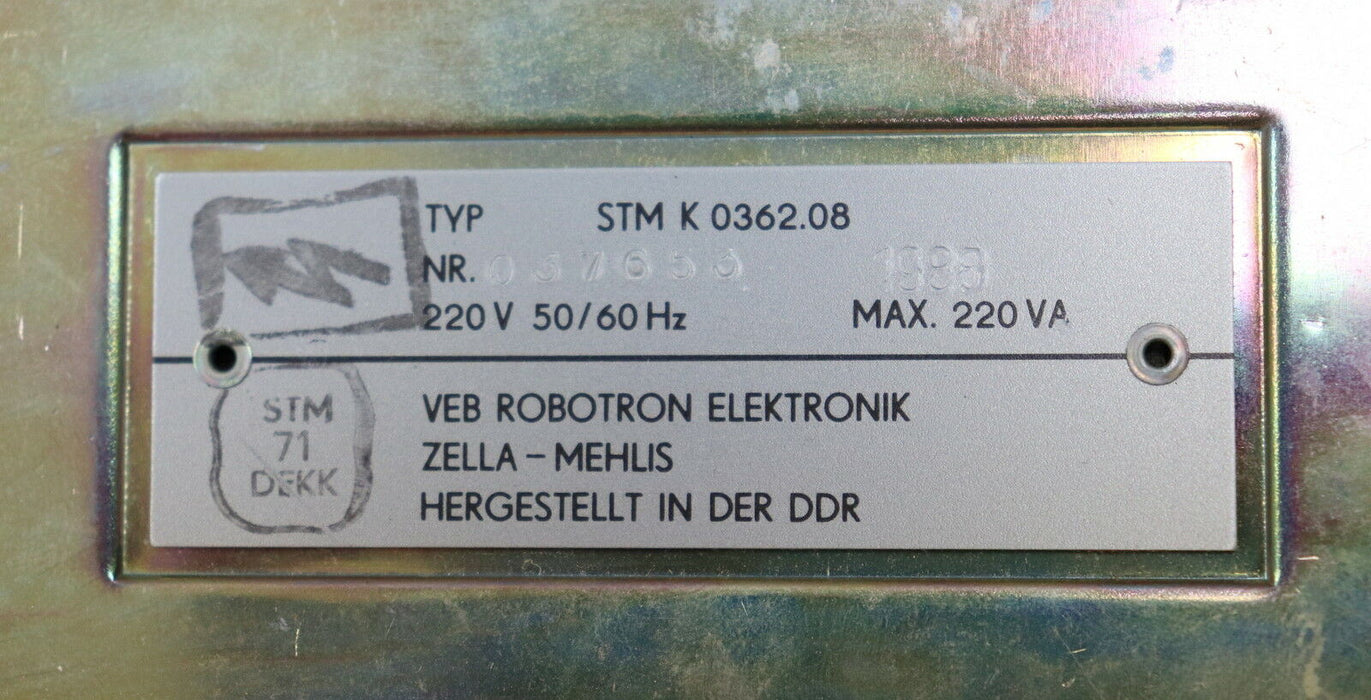 TYP STM K 0362.08
NR. 037653
220 V 50/60 Hz MAX. 220 VA
STM
71
DEKK
VEB ROBOTRON ELEKTRONIK
ZELLA – MEHLIS
HERGESTELLT IN DER DDR